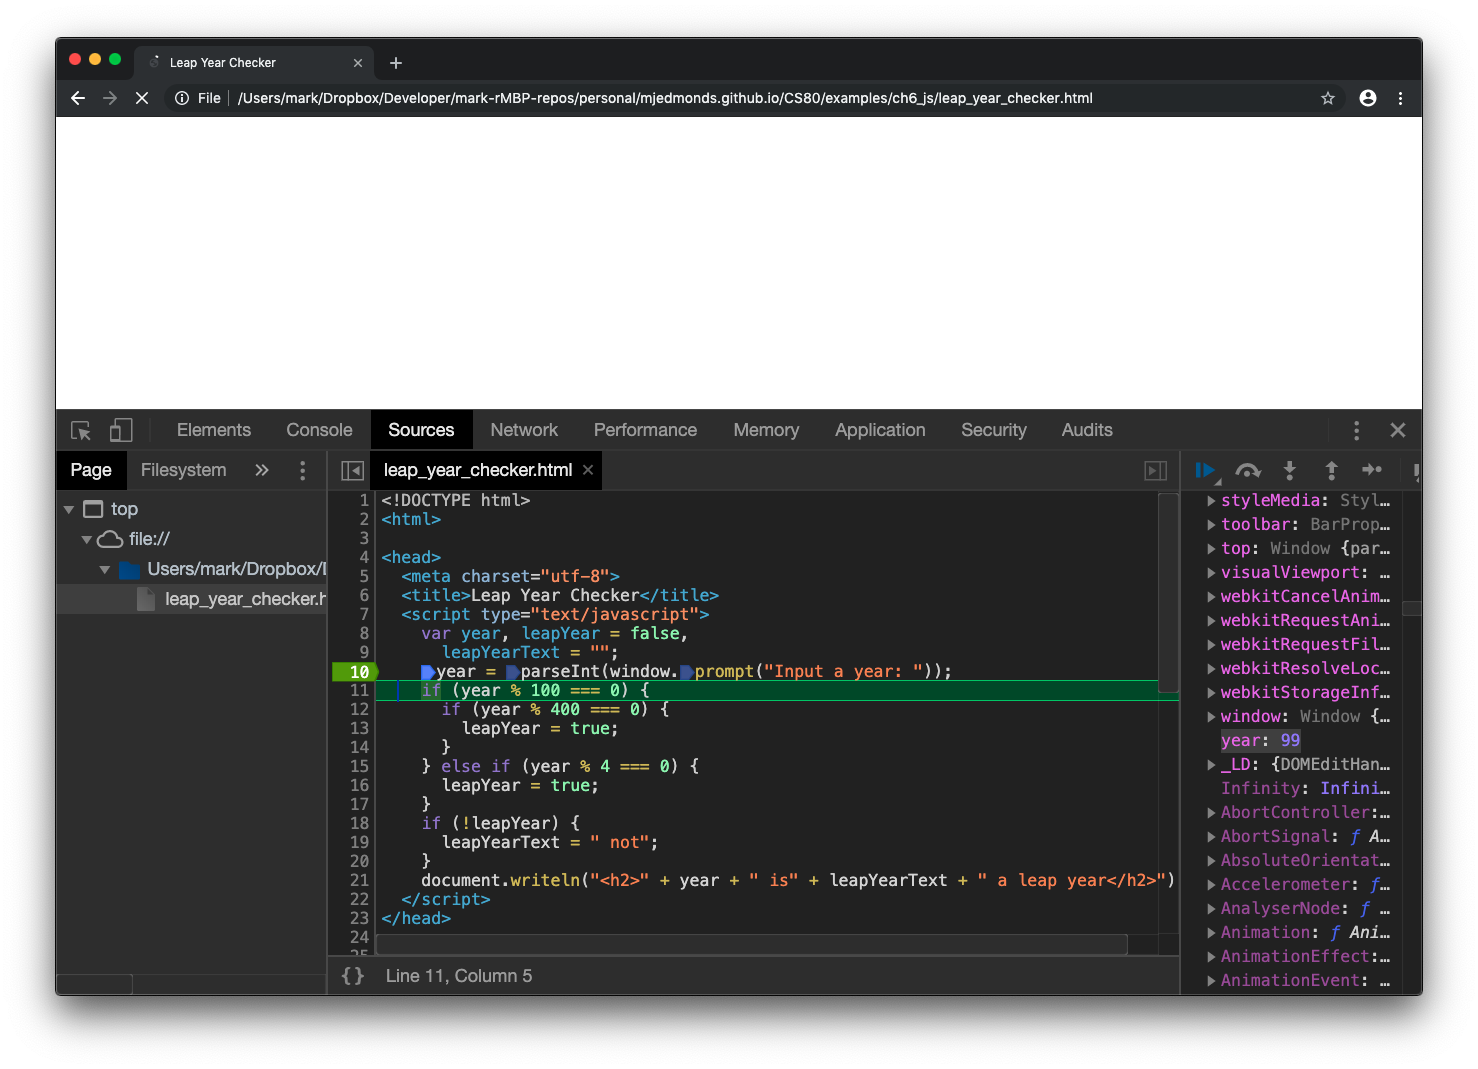 Leap Year Checker
File /Users/mark/Dropbox/Developer/mark-rMBP-repos/personal/mjedmonds.github.io/CS80/examples/ch6_js/leap_year_checker.html
Elements Console Sources Network Performance Memory Application Security Audits
Page Filesystem »
leap_year_checker.html
top
file://
Users/mark/Dropbox/
leap_year_checker.h
1 <!DOCTYPE html>
2 <html>
3
4 <head>
5 <meta charset="utf-8">
6 <title>Leap Year Checker</title>
7 <script type="text/javascript">
8 var year, leapYear = false,
9 leapYearText = "";
10 year = parseInt(window.prompt("Input a year: "));
11 if (year % 100 === 0) {
12 if (year % 400 === 0) {
13 leapYear = true;
14 }
15 } else if (year % 4 === 0) {
16 leapYear = true;
17 }
18 if (!leapYear) {
19 leapYearText = " not";
20 }
21 document.writeln("<h2>" + year + " is" + leapYearText + " a leap year</h2>")
22 </script>
23 </head>
24
25
{} Line 11, Column 5
styleMedia: Styl…
toolbar: BarProp…
top: Window {par…
visualViewport: …
webkitCancelAnim…
webkitRequestAni…
webkitRequestFil…
webkitResolveLoc…
webkitStorageInf…
window: Window {…
year: 99
_LD: {DOMEditHan…
Infinity: Infini…
AbortController:…
AbortSignal: ƒ A…
AbsoluteOrientat…
Accelerometer: ƒ…
AnalyserNode: ƒ …
Animation: ƒ Ani…
AnimationEffect:…
AnimationEvent: …